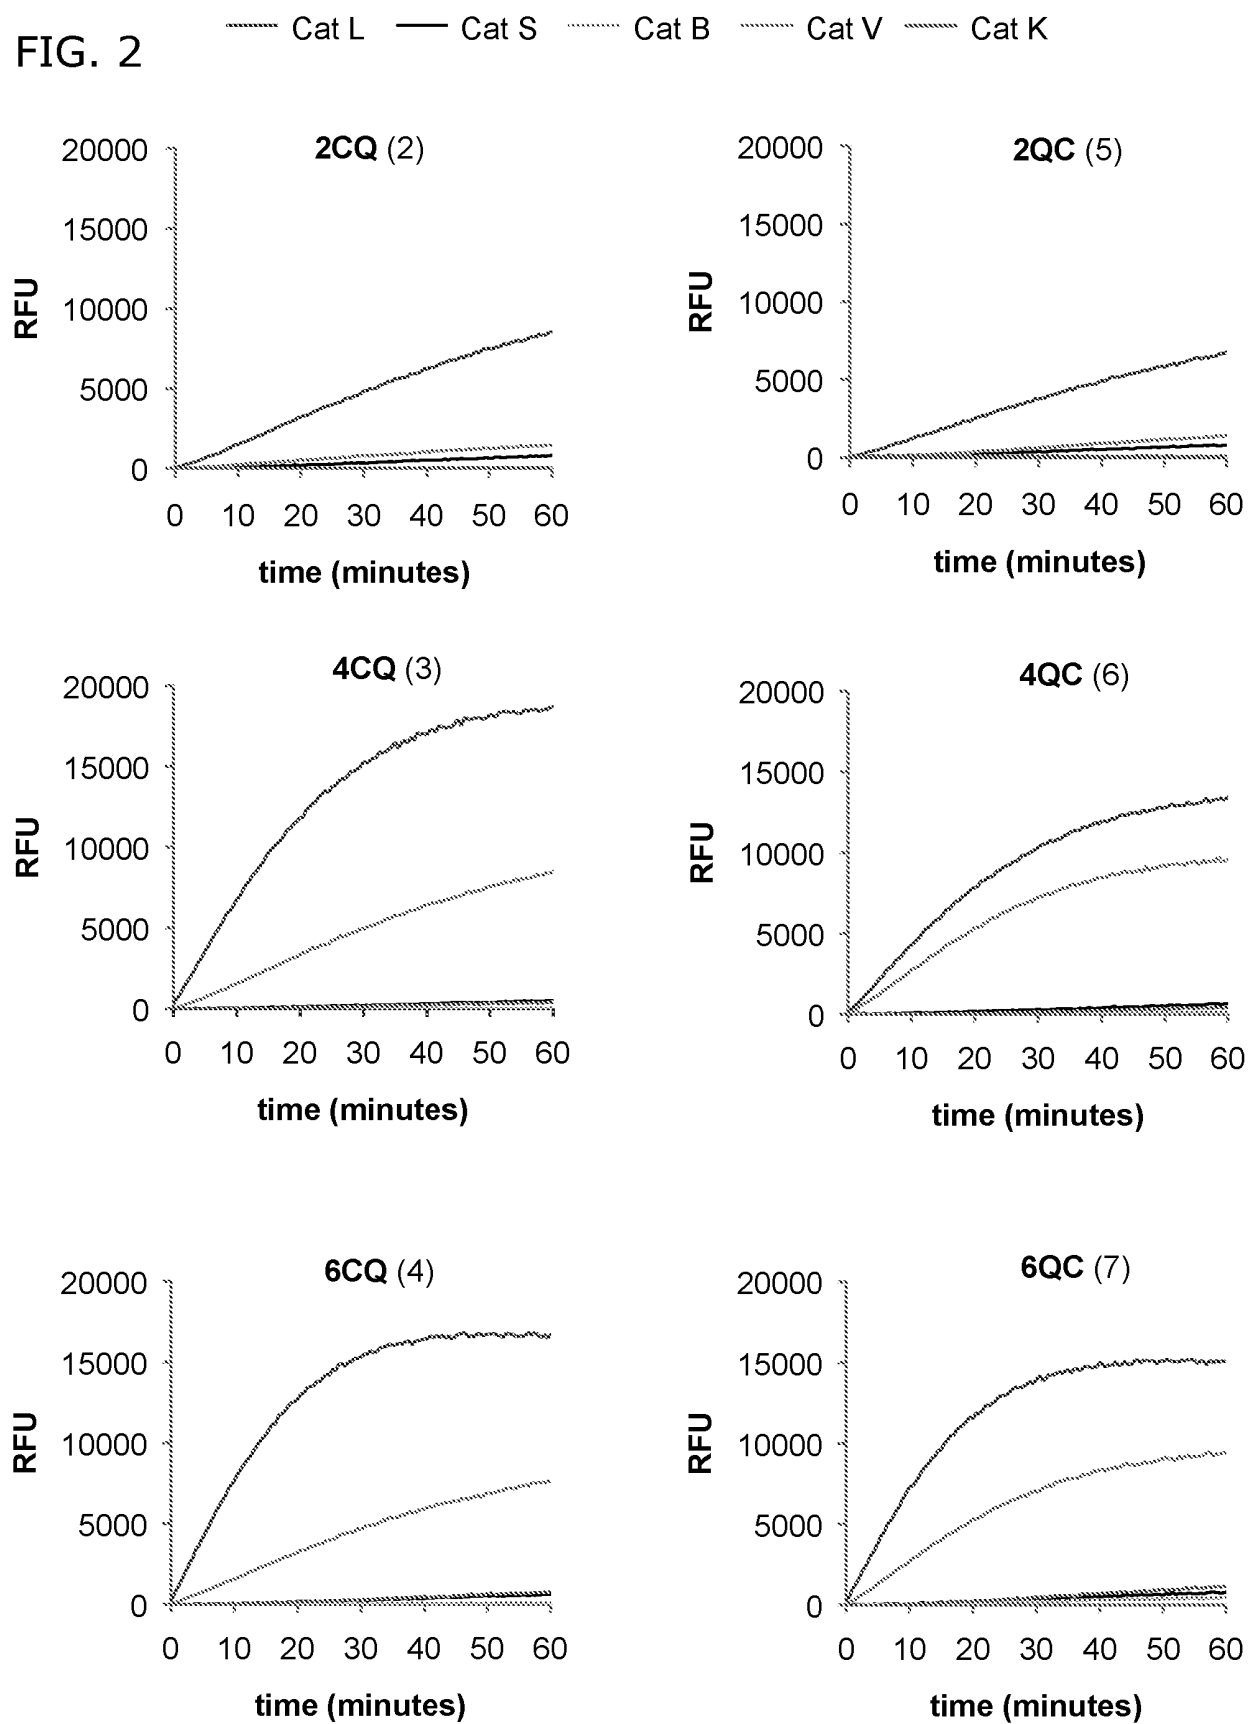 Cat L Cat S Cat B Cat V Cat K
FIG. 2
2CQ (2)
20000
15000
10000
5000
0
RFU
0 10 20 30 40 50 60
time (minutes)
2QC (5)
20000
15000
10000
5000
0
RFU
0 10 20 30 40 50 60
time (minutes)
4CQ (3)
20000
15000
10000
5000
0
RFU
0 10 20 30 40 50 60
time (minutes)
4QC (6)
20000
15000
10000
5000
0
RFU
0 10 20 30 40 50 60
time (minutes)
6CQ (4)
20000
15000
10000
5000
0
RFU
0 10 20 30 40 50 60
time (minutes)
6QC (7)
20000
15000
10000
5000
0
RFU
0 10 20 30 40 50 60
time (minutes)